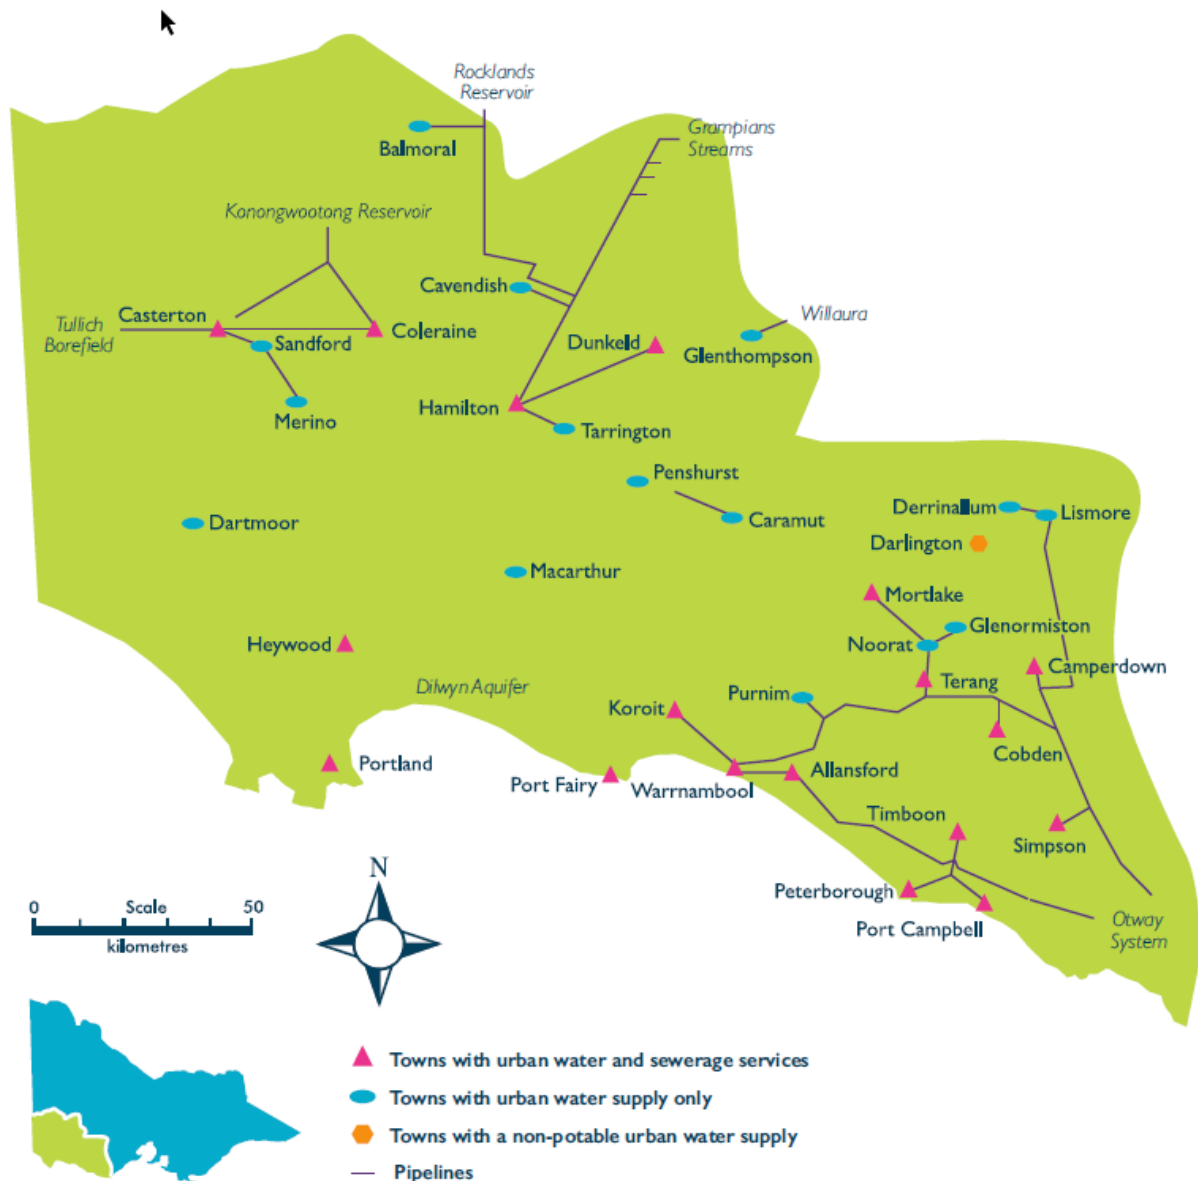 Rocklands
Reservoir
Grampians
Streams
Balmoral
Konongwootong Reservoir
Cavendish
Casterton
Willaura
Tullich
Borefield
Sandford
Coleraine
Dunkeld
Glenthompson
Hamilton
Merino
Tarrington
Penshurst
Derrinallum
Lismore
Dartmoor
Caramut
Darlington
Macarthur
Mortlake
Glenormiston
Heywood
Noorat
Camperdown
Dilwyn Aquifer
Purnim
Terang
Koroit
Cobden
Portland
Allansford
Port Fairy
Warrnambool
Timboon
Simpson
Peterborough
Port Campbell
Otway
System
N
0 Scale 50
kilometres
Towns with urban water and sewerage services
Towns with urban water supply only
Towns with a non-potable urban water supply
Pipelines